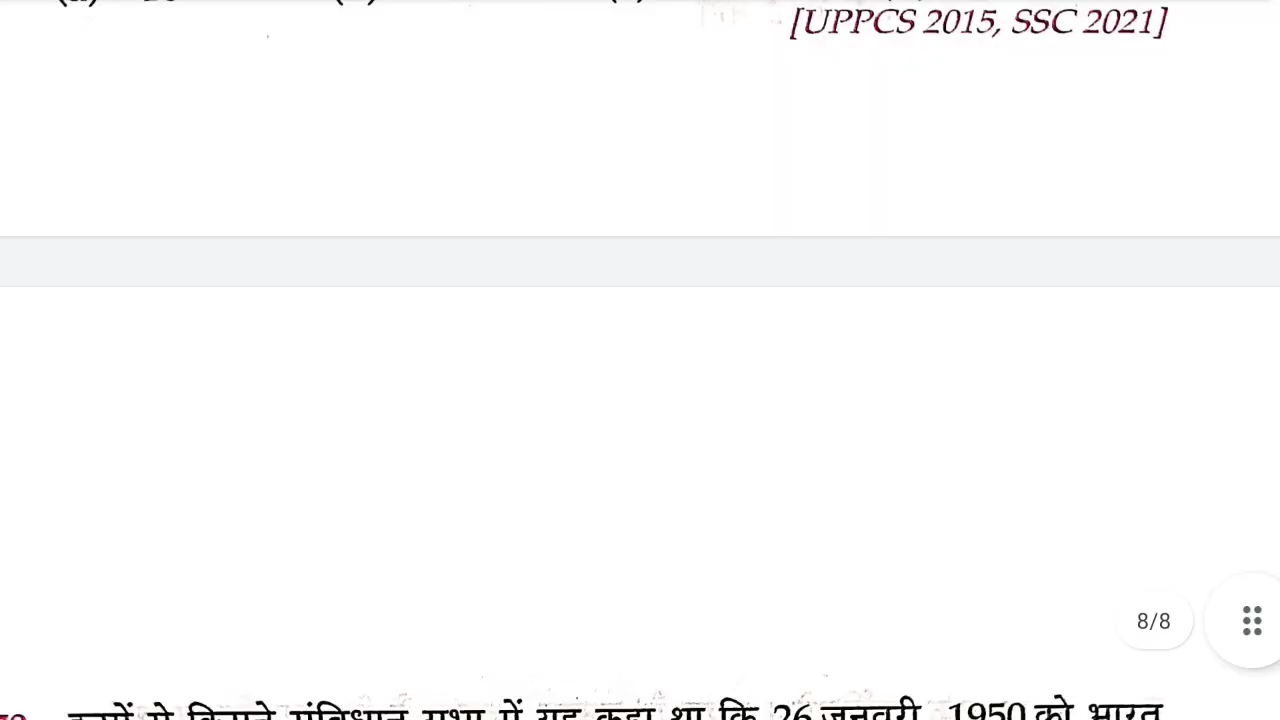 [UPPCS 2015, SSC 2021]
8/8
इनमें से किसने संविधान सभा में यह कहा था कि 26 जनवरी, 1950 को भारत